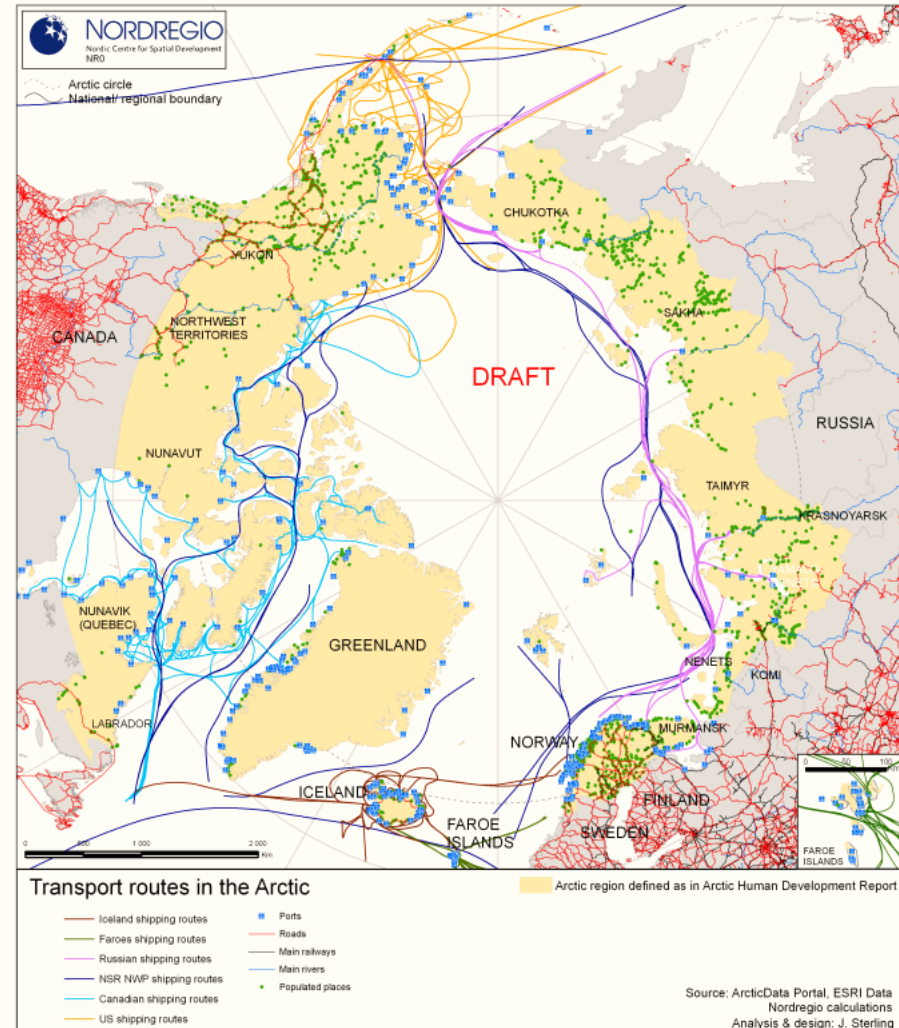 NORDREGIO
Nordic Centre for Spatial Development
NR0
Arctic circle
National/ regional boundary
CHUKOTKA
YUKON
SAKHA
NORTHWEST
TERRITORIES
CANADA
DRAFT
RUSSIA
NUNAVUT
TAIMYR
KRASNOYARSK
NUNAVIK
(QUEBEC)
GREENLAND
NENETS
KOMI
LABRADOR
MURMANSK
NORWAY
ICELAND
FINLAND
FAROE
ISLANDS
SWEDEN
0 500 1 000 2 000
Km
0 50 100
Km
FAROE
ISLANDS
Transport routes in the Arctic
Arctic region defined as in Arctic Human Development Report
Iceland shipping routes
Faroes shipping routes
Russian shipping routes
NSR NWP shipping routes
Canadian shipping routes
US shipping routes
Ports
Roads
Main railways
Main rivers
Populated places
Source: ArcticData Portal, ESRI Data
Nordregio calculations
Analysis & design: J. Sterling